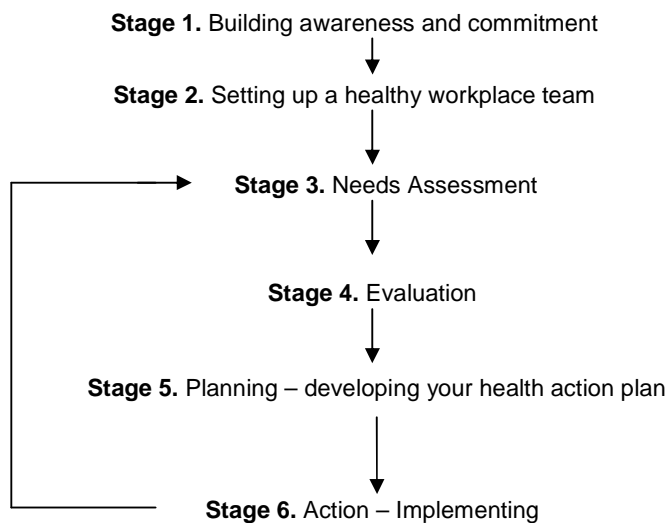 Stage 1. Building awareness and commitment
Stage 2. Setting up a healthy workplace team
Stage 3. Needs Assessment
Stage 4. Evaluation
Stage 5. Planning – developing your health action plan
Stage 6. Action – Implementing